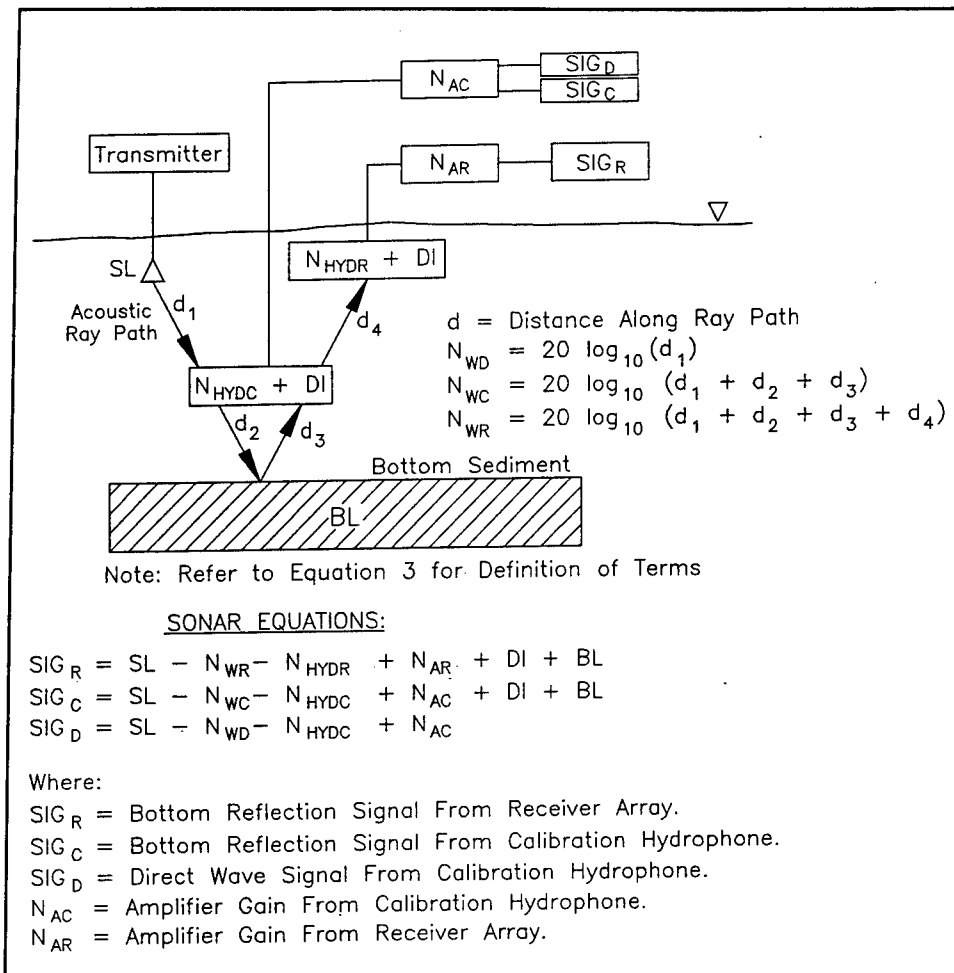 N_AC
SIG_D
SIG_C
Transmitter
N_AR
SIG_R
SL
N_HYDR + DI
Acoustic
Ray Path
d_1
d_4
N_HYDC + DI
d_2
d_3
d = Distance Along Ray Path
N_WD = 20 log_10 (d_1)
N_WC = 20 log_10 (d_1 + d_2 + d_3)
N_WR = 20 log_10 (d_1 + d_2 + d_3 + d_4)
Bottom Sediment
BL
Note: Refer to Equation 3 for Definition of Terms
SONAR EQUATIONS:
SIG_R = SL - N_WR - N_HYDR + N_AR + DI + BL
SIG_C = SL - N_WC - N_HYDC + N_AC + DI + BL
SIG_D = SL - N_WD - N_HYDC + N_AC
Where:
SIG_R = Bottom Reflection Signal From Receiver Array.
SIG_C = Bottom Reflection Signal From Calibration Hydrophone.
SIG_D = Direct Wave Signal From Calibration Hydrophone.
N_AC = Amplifier Gain From Calibration Hydrophone.
N_AR = Amplifier Gain From Receiver Array.